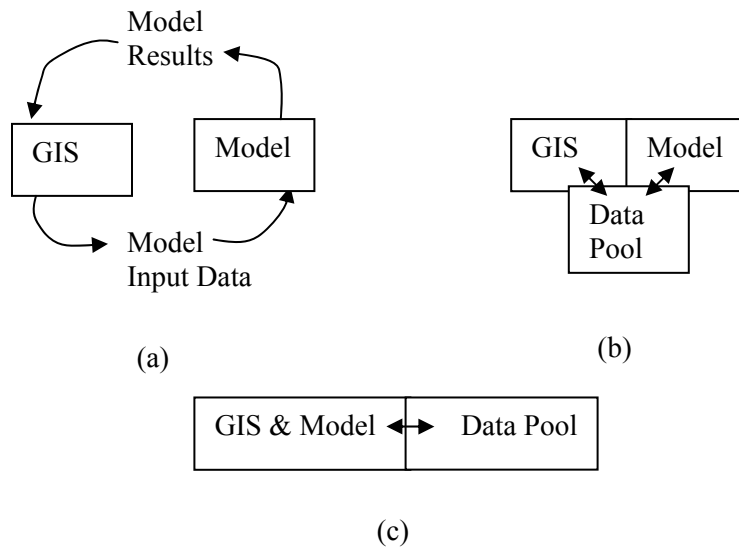 Model
Results
GIS
Model
Model
Input Data
(a)
GIS
Model
Data
Pool
(b)
GIS & Model
Data Pool
(c)